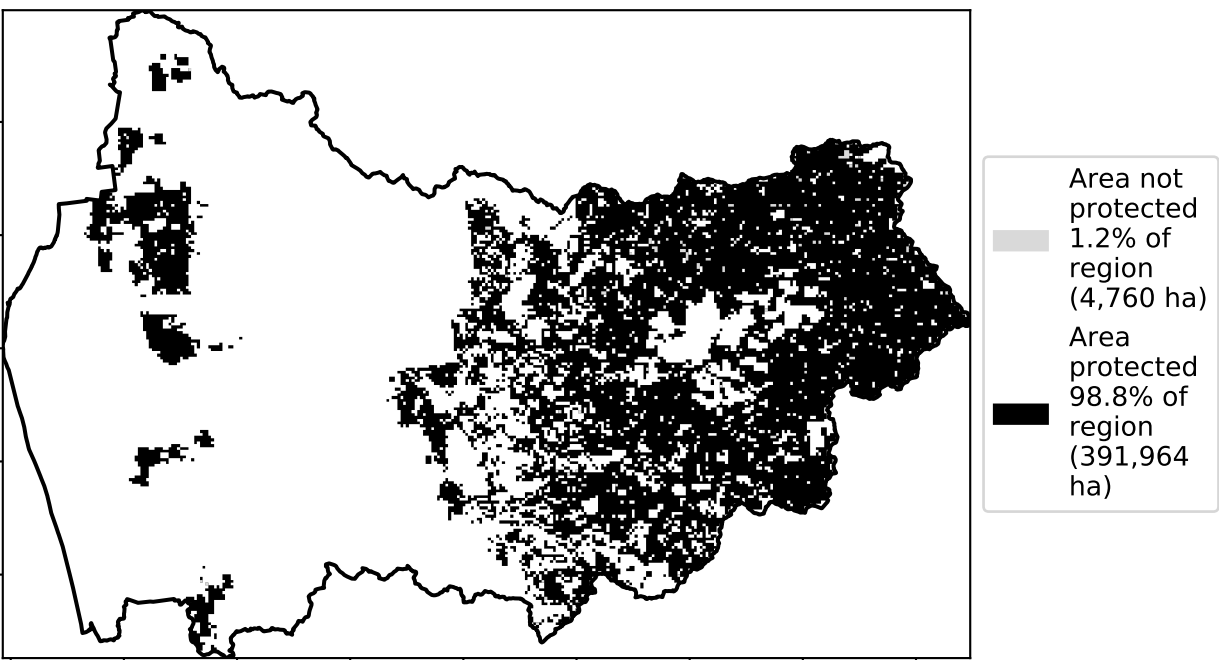 Area not
protected
1.2% of
region
(4,760 ha)
Area
protected
98.8% of
region
(391,964
ha)